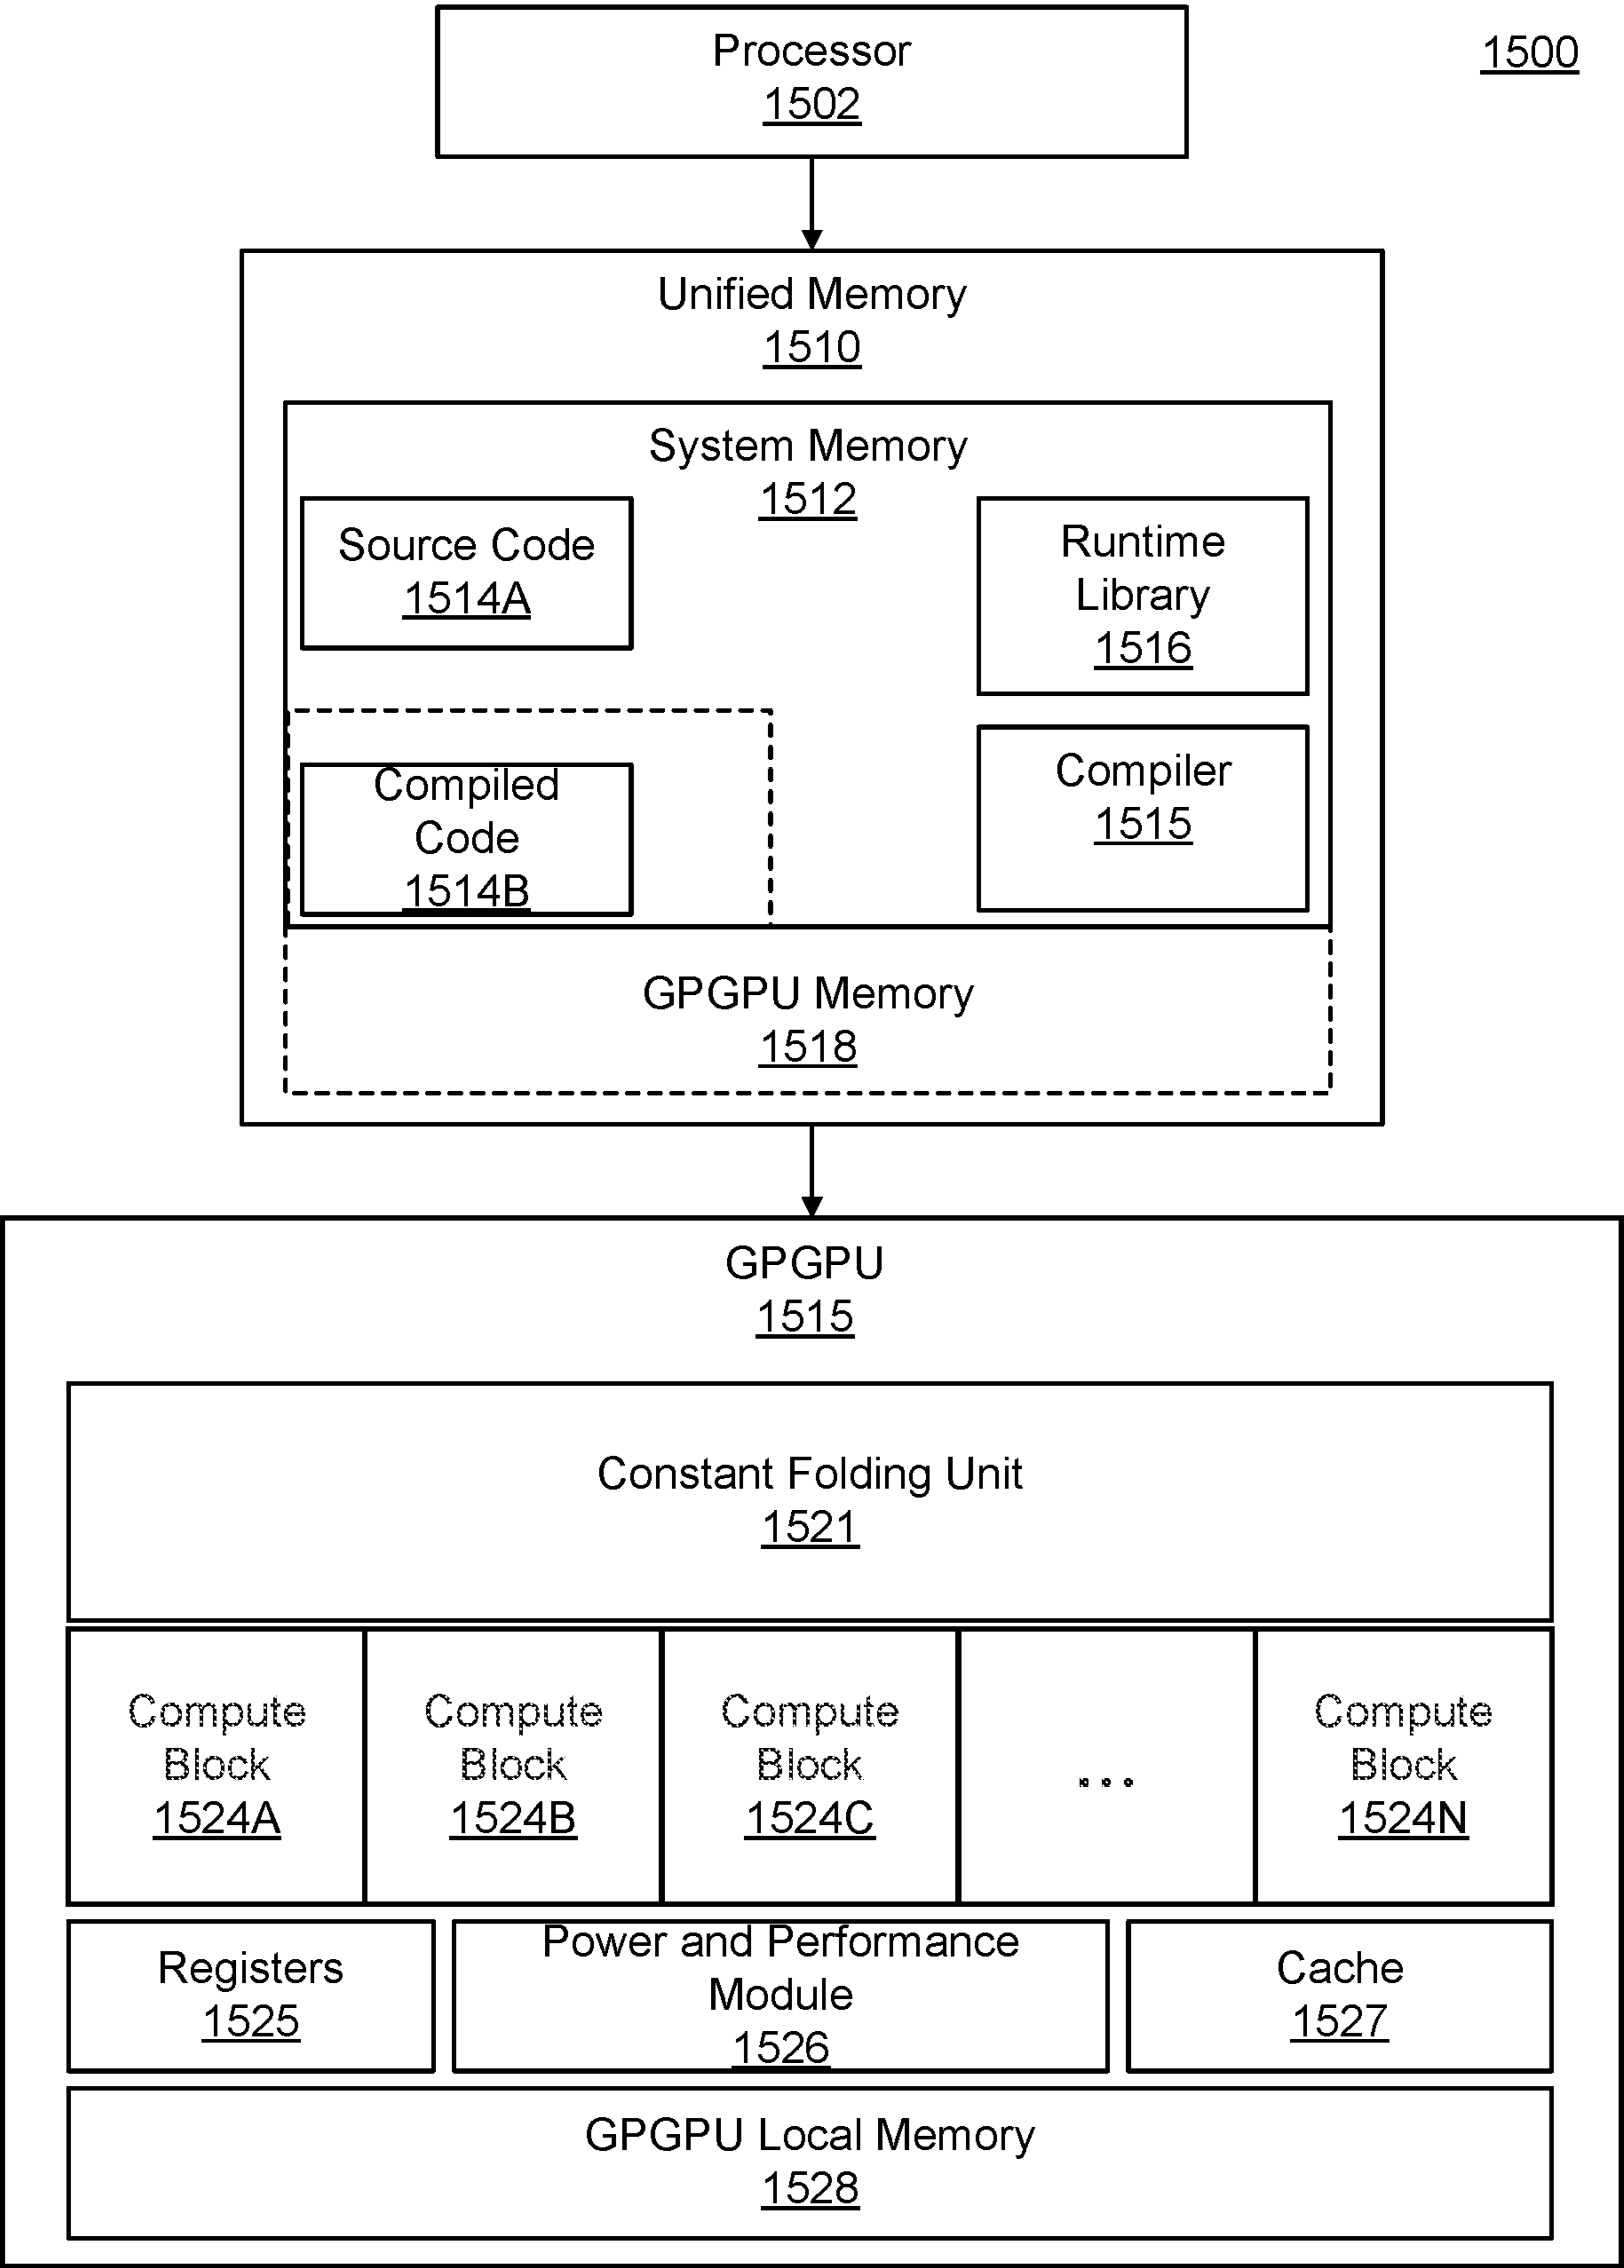 Processor
1502
1500
Unified Memory
1510
System Memory
1512
Source Code
1514A
Runtime
Library
1516
Compiled
Code
1514B
Compiler
1515
GPGPU Memory
1518
GPGPU
1515
Constant Folding Unit
1521
Compute
Block
1524A
Compute
Block
1524B
Compute
Block
1524C
...
Compute
Block
1524N
Registers
1525
Power and Performance
Module
1526
Cache
1527
GPGPU Local Memory
1528